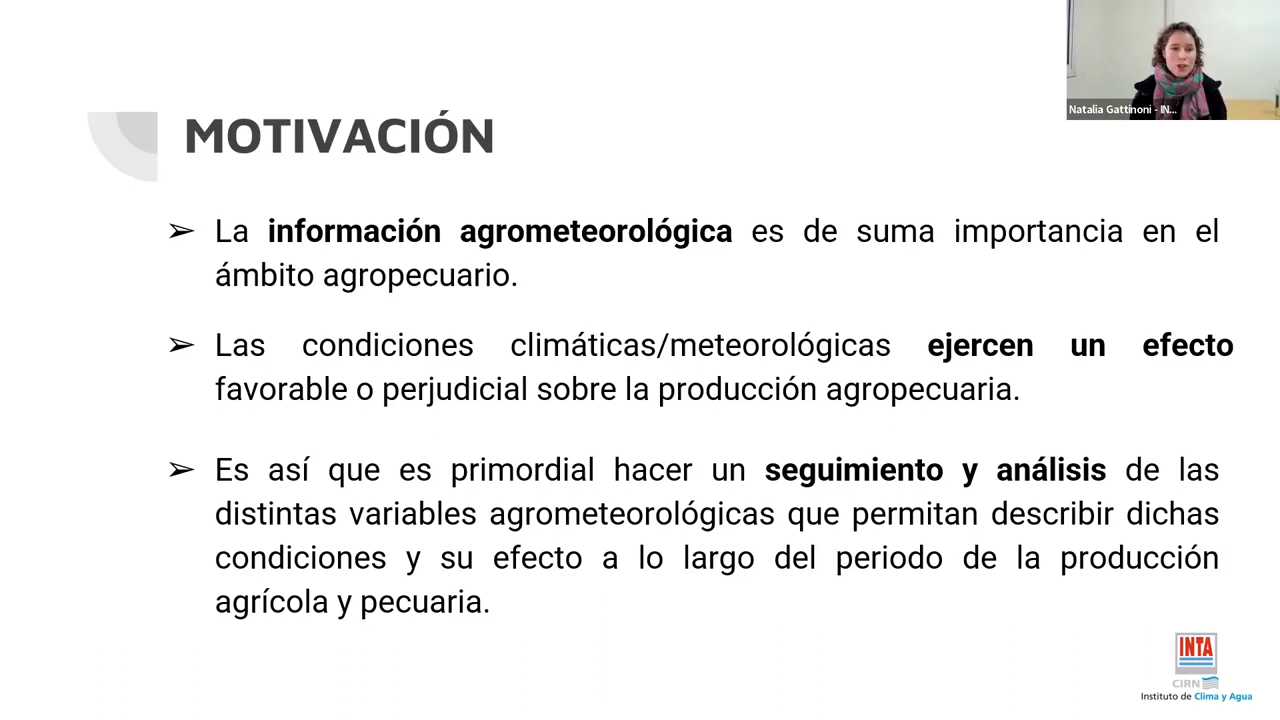 Natalia Gattinoni - IN...
MOTIVACIÓN
➢ La información agrometeorológica es de suma importancia en el
ámbito agropecuario.
➢ Las condiciones climáticas/meteorológicas ejercen un efecto
favorable o perjudicial sobre la producción agropecuaria.
➢ Es así que es primordial hacer un seguimiento y análisis de las
distintas variables agrometeorológicas que permitan describir dichas
condiciones y su efecto a lo largo del periodo de la producción
agrícola y pecuaria.
INTA
CIRN
Instituto de Clima y Agua